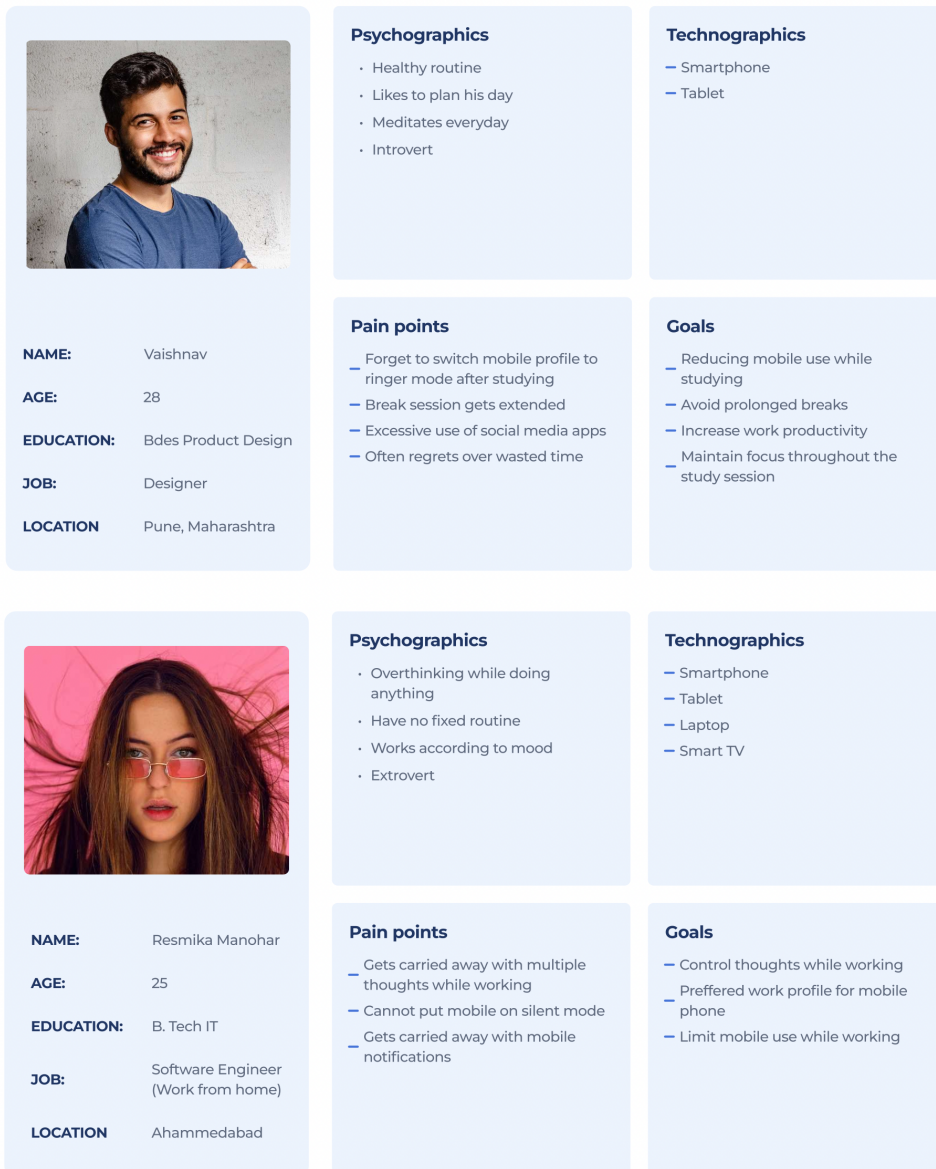 NAME: Vaishnav
AGE: 28
EDUCATION: Bdes Product Design
JOB: Designer
LOCATION Pune, Maharashtra
Psychographics
• Healthy routine
• Likes to plan his day
• Meditates everyday
• Introvert
Technographics
– Smartphone
– Tablet
Pain points
– Forget to switch mobile profile to
ringer mode after studying
– Break session gets extended
– Excessive use of social media apps
– Often regrets over wasted time
Goals
– Reducing mobile use while
studying
– Avoid prolonged breaks
– Increase work productivity
– Maintain focus throughout the
study session
NAME: Resmika Manohar
AGE: 25
EDUCATION: B. Tech IT
JOB: Software Engineer
(Work from home)
LOCATION Ahammedabad
Psychographics
• Overthinking while doing
anything
• Have no fixed routine
• Works according to mood
• Extrovert
Technographics
– Smartphone
– Tablet
– Laptop
– Smart TV
Pain points
– Gets carried away with multiple
thoughts while working
– Cannot put mobile on silent mode
– Gets carried away with mobile
notifications
Goals
– Control thoughts while working
– Preffered work profile for mobile
phone
– Limit mobile use while working